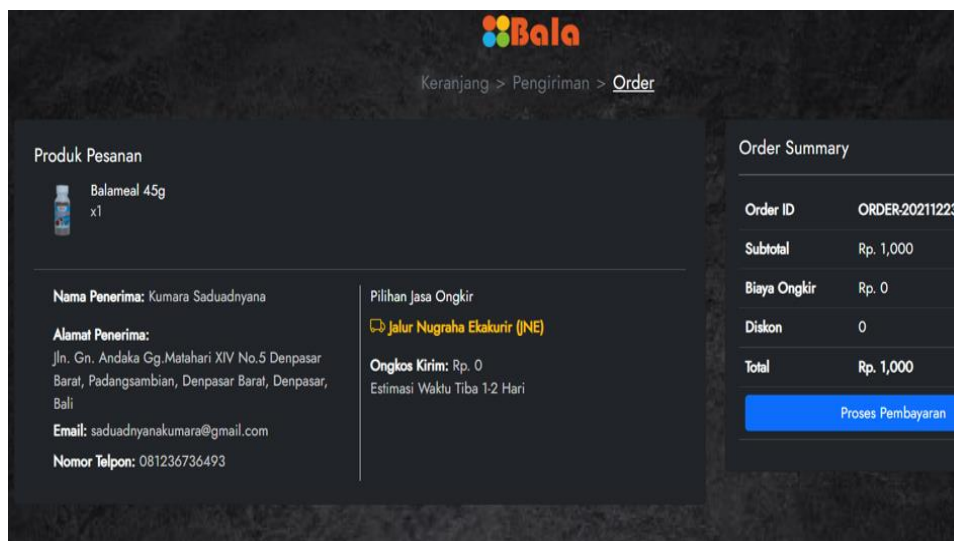 Bala
Keranjang > Pengiriman > Order
Produk Pesanan
Balameal 45g
x1
Nama Penerima: Kumara Saduadnyana
Alamat Penerima:
Jln. Gn. Andaka Gg.Matahari XIV No.5 Denpasar
Barat, Padangsambian, Denpasar Barat, Denpasar,
Bali
Email: saduadnyanakumara@gmail.com
Nomor Telpon: 081236736493
Pilihan Jasa Ongkir
Jalur Nugraha Ekakurir (JNE)
Ongkos Kirim: Rp. 0
Estimasi Waktu Tiba 1-2 Hari
Order Summary
Order ID ORDER-20211223
Subtotal Rp. 1,000
Biaya Ongkir Rp. 0
Diskon 0
Total Rp. 1,000
Proses Pembayaran